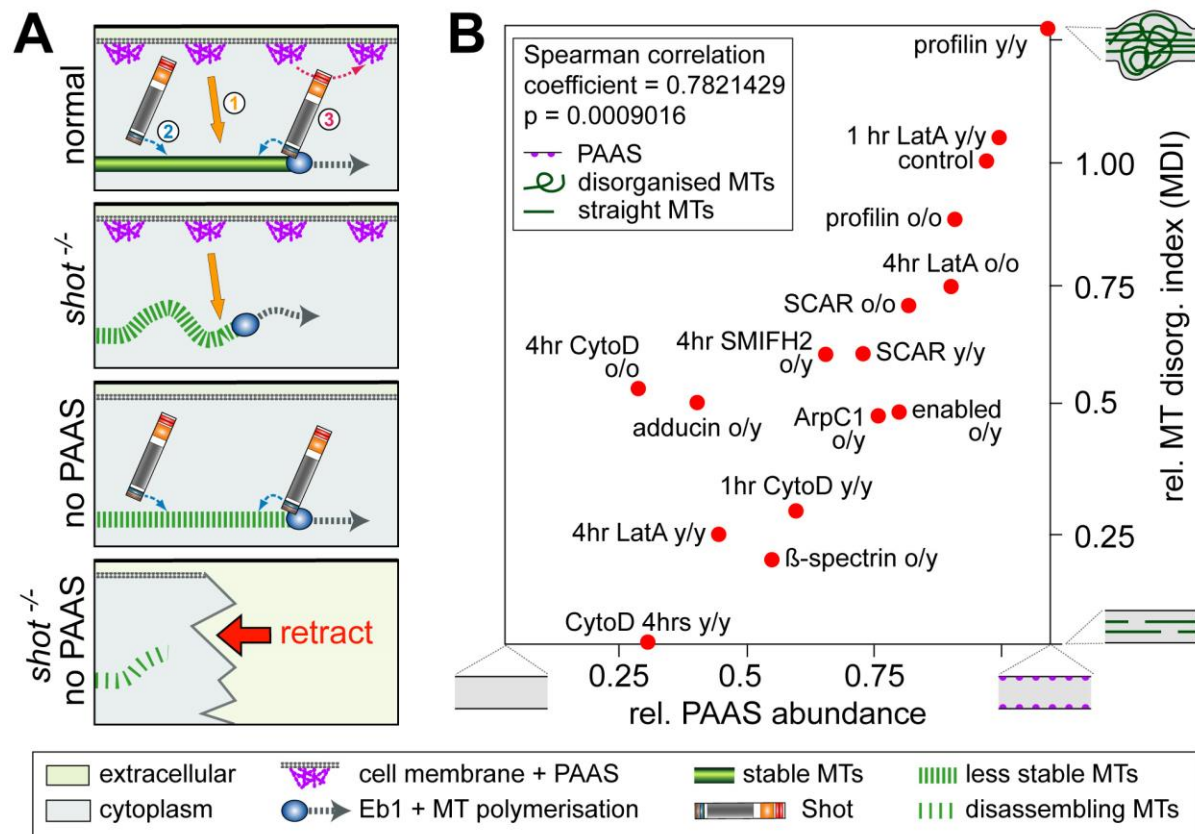 A
normal
1
2
3
shot -/-
no PAAS
shot -/-
no PAAS
retract
B
Spearman correlation
coefficient = 0.7821429
p = 0.0009016
PAAS
disorganised MTs
straight MTs
profilin y/y
1 hr LatA y/y
control
profilin o/o
4hr LatA o/o
SCAR o/o
4hr SMIFH2
o/y
SCAR y/y
4hr CytoD
o/o
adducin o/y
ArpC1
o/y
enabled
o/y
1hr CytoD y/y
4hr LatA y/y
ß-spectrin o/y
CytoD 4hrs y/y
1.00
0.75
0.5
0.25
rel. MT disorg. index (MDI)
0.25
0.5
0.75
rel. PAAS abundance
extracellular
cell membrane + PAAS
stable MTs
less stable MTs
cytoplasm
Eb1 + MT polymerisation
Shot
disassembling MTs